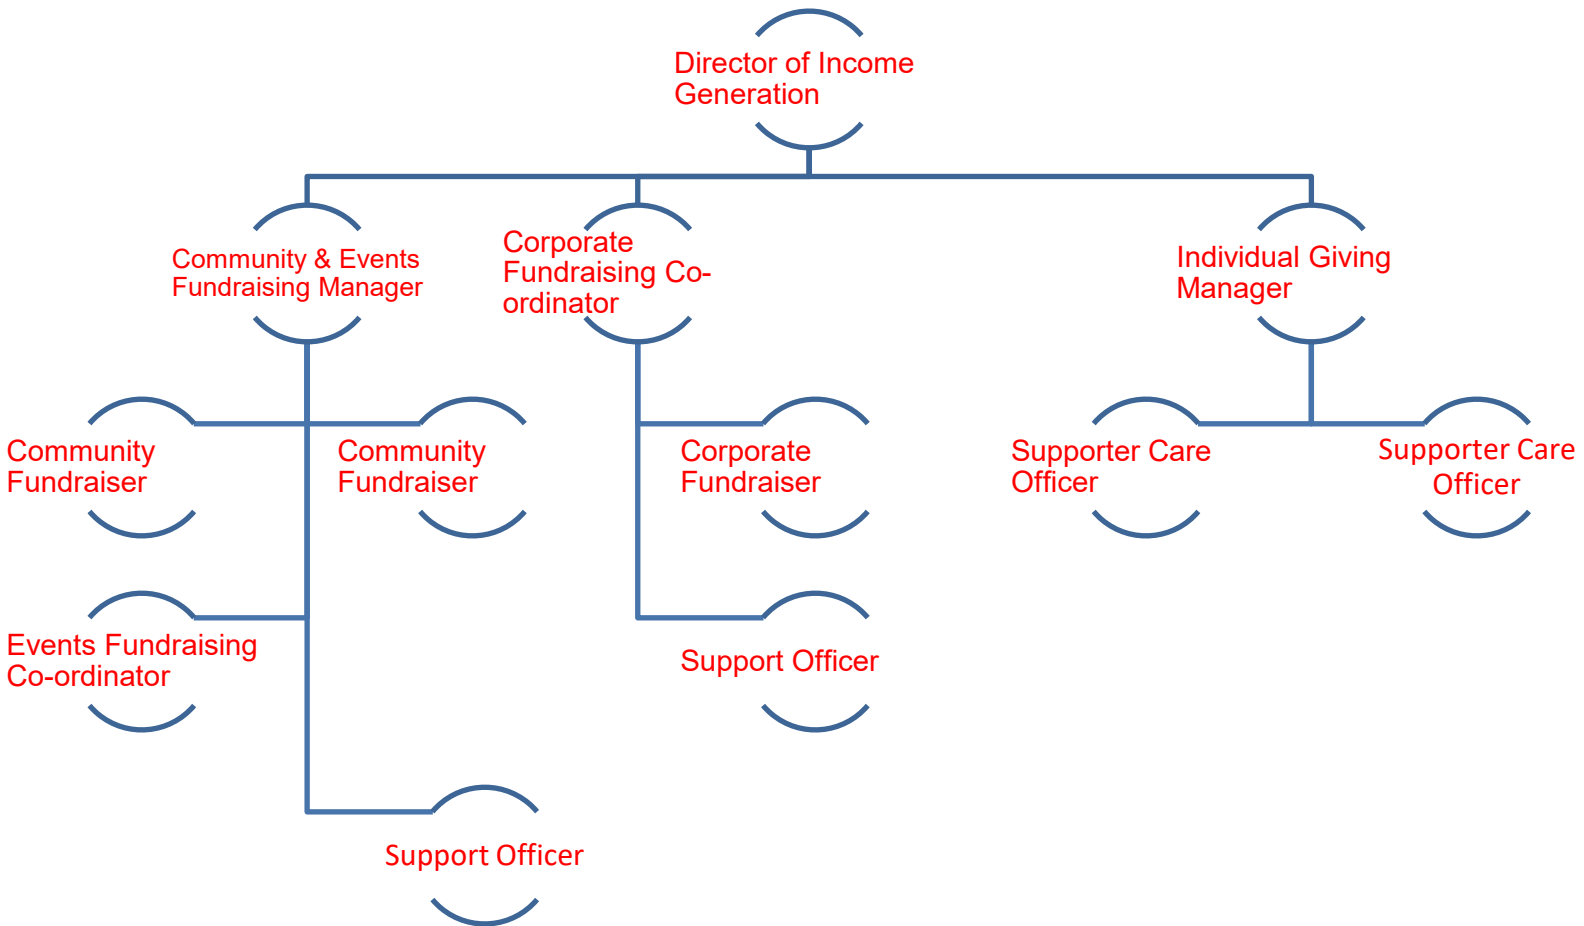 Director of Income
Generation
Community & Events
Fundraising Manager
Corporate
Fundraising Co-
ordinator
Individual Giving
Manager
Community
Fundraiser
Community
Fundraiser
Corporate
Fundraiser
Supporter Care
Officer
Supporter Care
Officer
Events Fundraising
Co-ordinator
Support Officer
Support Officer